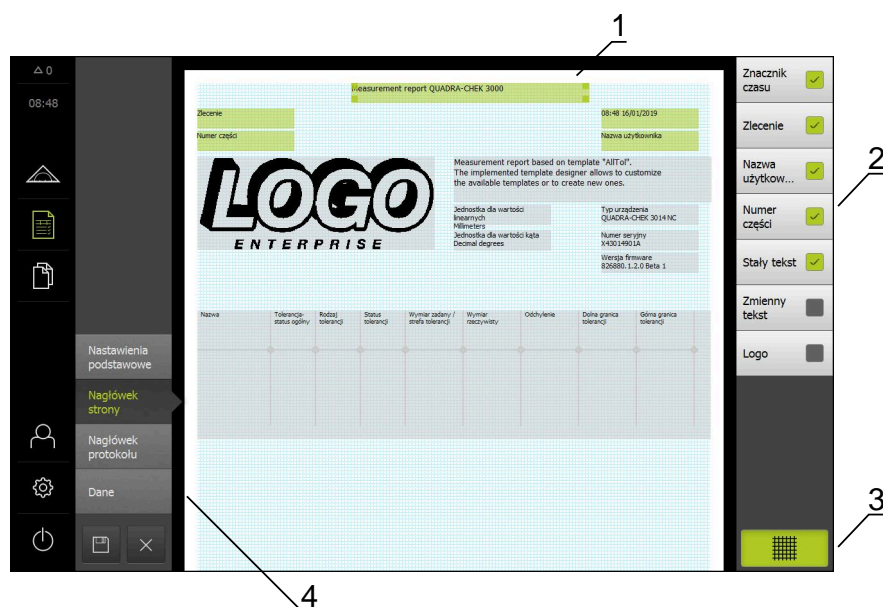 1
0
08:48
Measurement report QUADRA-CHEK 3000
Zlecenie
08:48 16/01/2019
Numer części
Nazwa użytkownika
LOGO
ENTERPRISE
Measurement report based on template "AllTol".
The implemented template designer allows to customize
the available templates or to create new ones.
Jednostka dla wartości
linearnych
Millimeters
Jednostka dla wartości kąta
Decimal degrees
Typ urządzenia
QUADRA-CHEK 3014 NC
Numer seryjny
X43014901A
Wersja firmware
826880.1.2.0 Beta 1
Nazwa
Tolerancja-
status ogólny
Rodzaj
tolerancji
Status
tolerancji
Wymiar zadany /
strefa tolerancji
Wymiar
rzeczywisty
Odchylenie
Dolna granica
tolerancji
Górna granica
tolerancji
Nastawienia
podstawowe
Nagłówek
strony
Nagłówek
protokołu
Dane
Znacznik
czasu
Zlecenie
Nazwa
użytkow...
Numer
części
Stały tekst
Zmienny
tekst
Logo
2
3
4